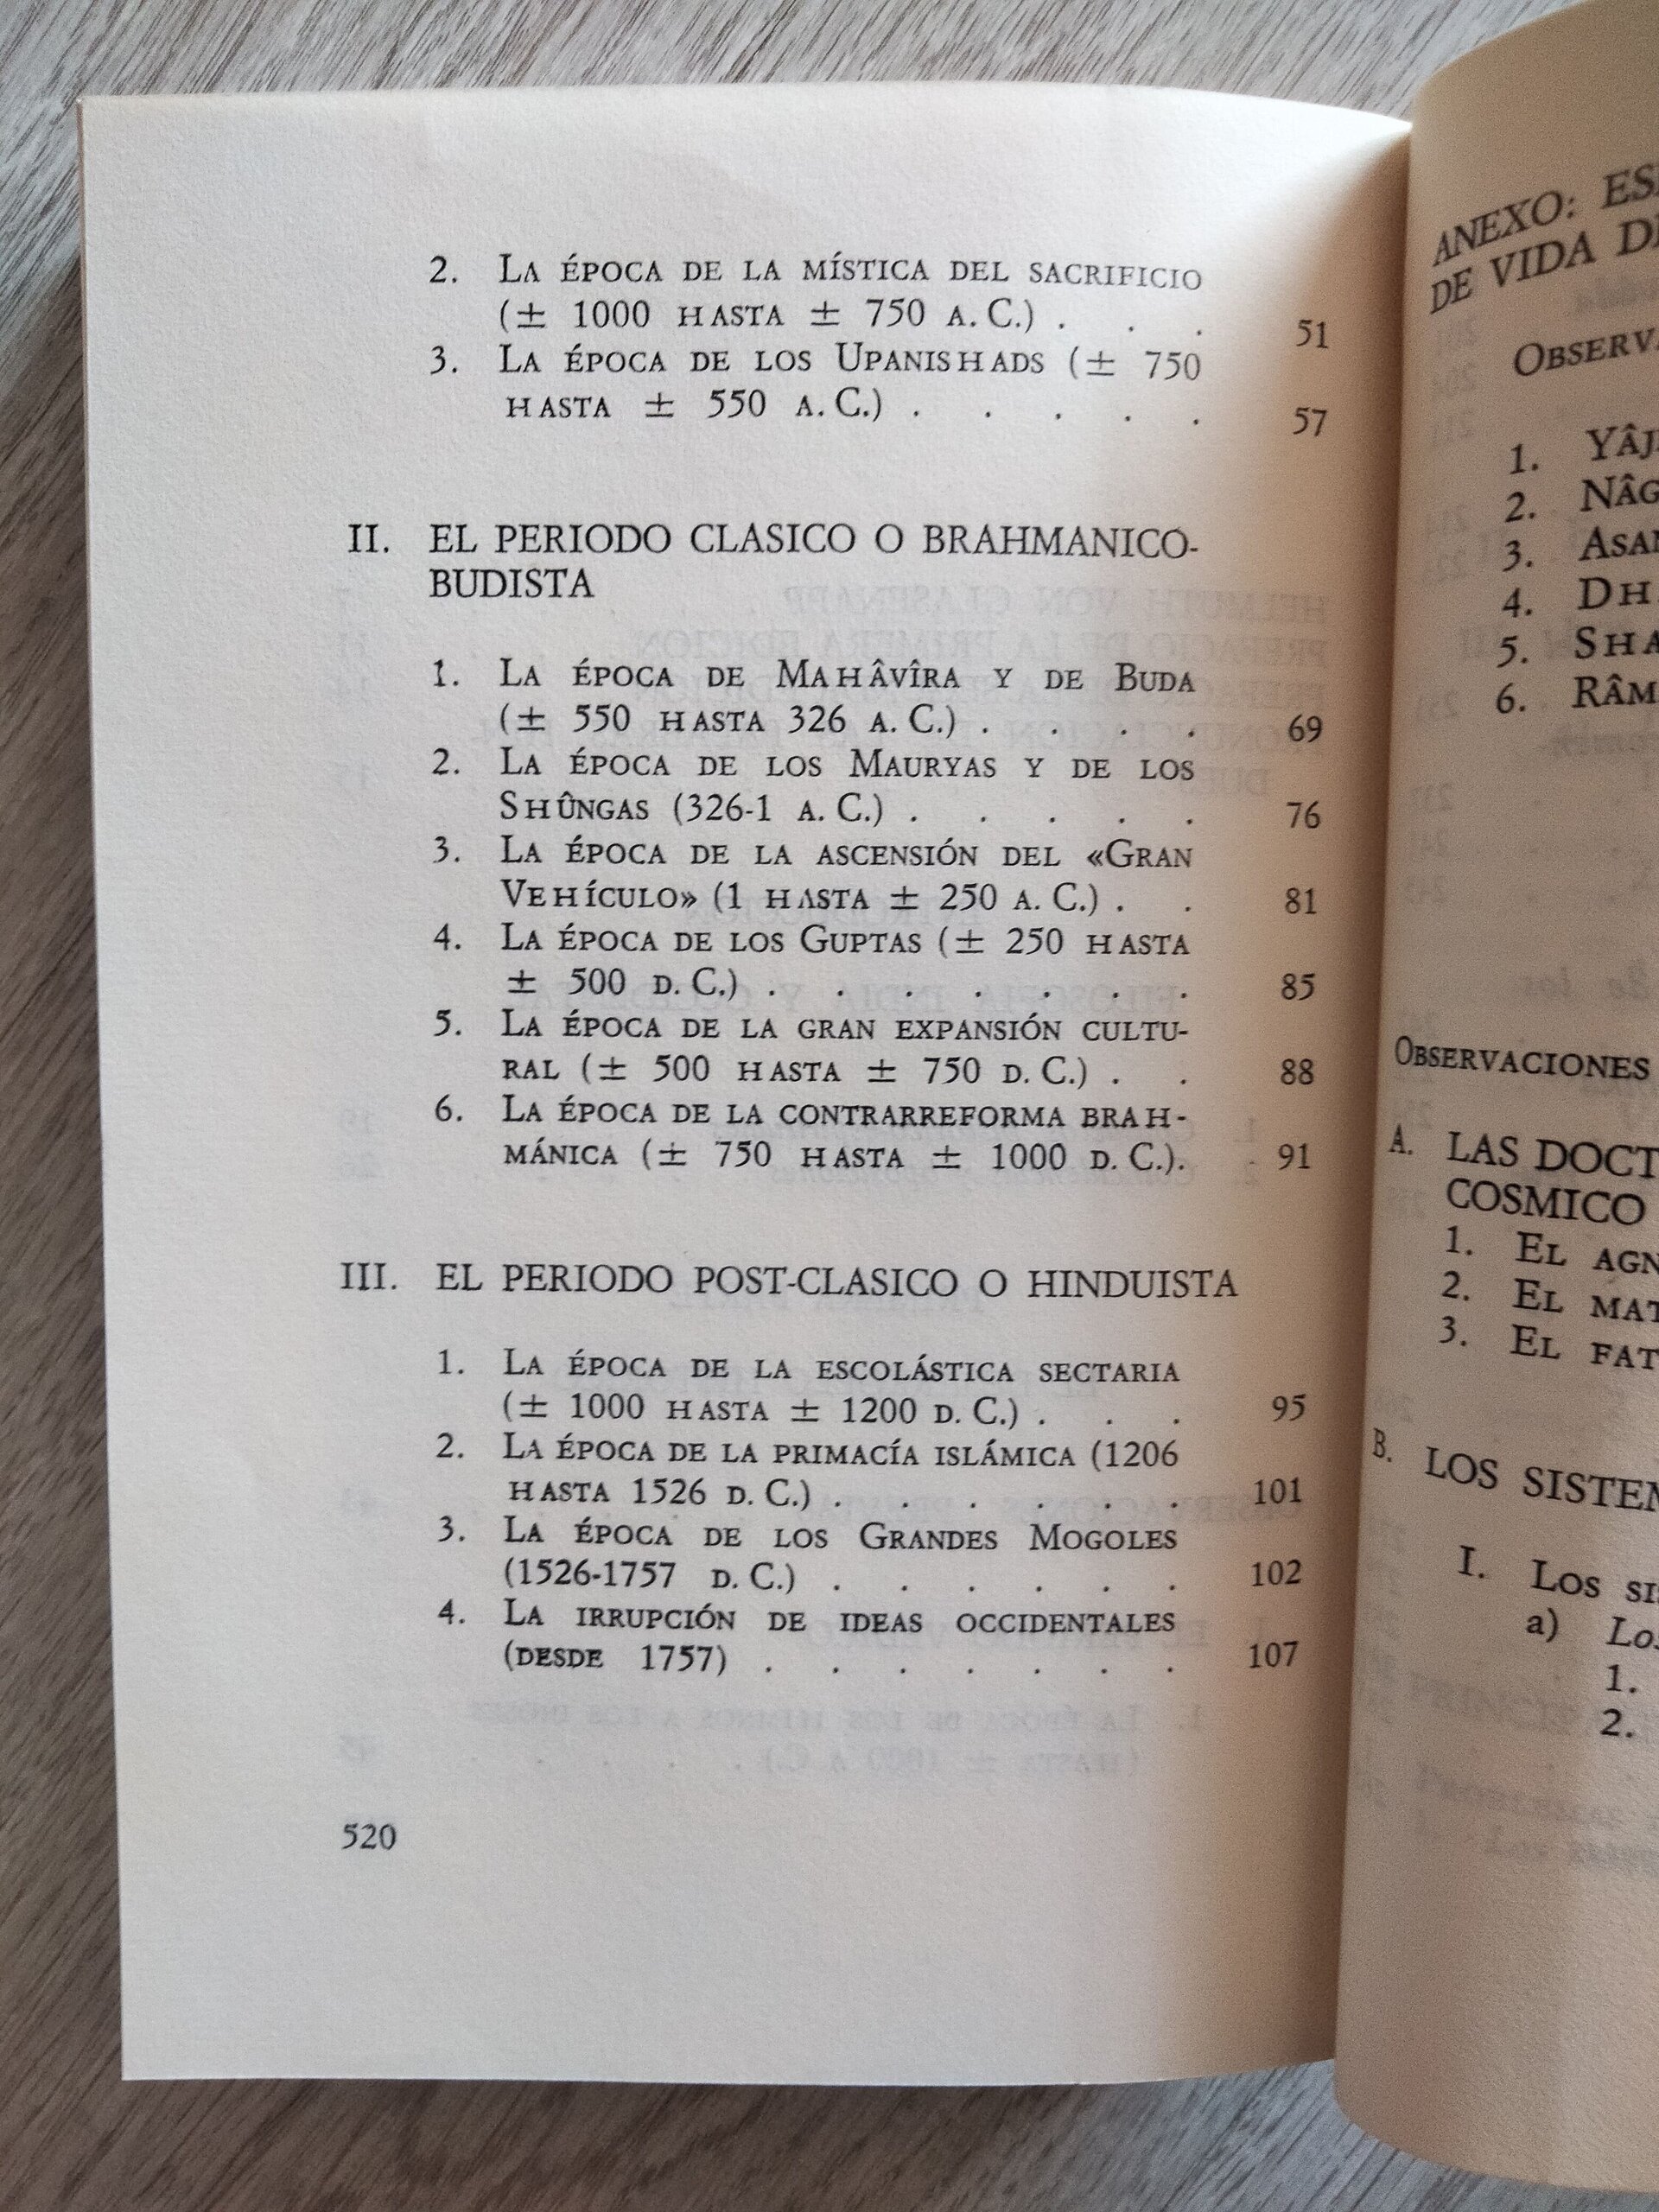 2. La época de la mística del sacrificio
(± 1000 hasta ± 750 a. C.) . . . 51
3. La época de los Upanishads (± 750
hasta ± 550 a. C.) . . . . . 57
II. EL PERIODO CLASICO O BRAHMANICO-
BUDISTA
1. La época de Mahâvîra y de Buda
(± 550 hasta 326 a. C.) . . . . 69
2. La época de los Mauryas y de los
Shûngas (326-1 a. C.) . . . . . 76
3. La época de la ascensión del «Gran
Vehículo» (1 hasta ± 250 a. C.) . . 81
4. La época de los Guptas (± 250 hasta
± 500 d. C.) . . . . . . . 85
5. La época de la gran expansión cultu-
ral (± 500 hasta ± 750 d. C.) . . 88
6. La época de la contrarreforma brah-
mánica (± 750 hasta ± 1000 d. C.). 91
III. EL PERIODO POST-CLASICO O HINDUISTA
1. La época de la escolástica sectaria
(± 1000 hasta ± 1200 d. C.) . . . 95
2. La época de la primacía islámica (1206
hasta 1526 d. C.) . . . . . . 101
3. La época de los Grandes Mogoles
(1526-1757 d. C.) . . . . . . 102
4. La irrupción de ideas occidentales
(desde 1757) . . . . . . . 107
520
ANEXO:
DE VIDA
1.
2.
3.
4.
5.
6.
Observaciones
A. LAS
COSMICO
1. El
2. El
3. El
B. LOS
I. Los
a)
1.
2.